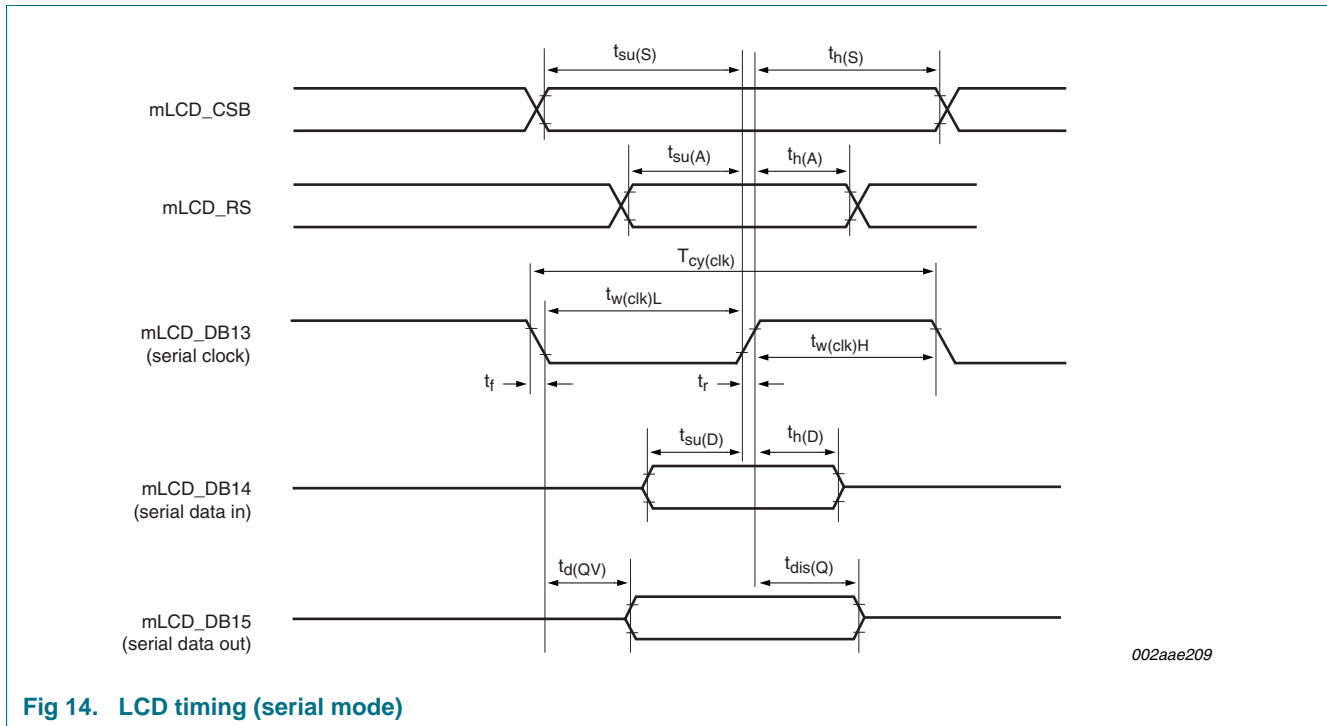 tsu(S)
th(S)
mLCD_CSB
tsu(A)
th(A)
mLCD_RS
Tcy(clk)
tw(clk)L
mLCD_DB13
(serial clock)
tw(clk)H
tf
tr
tsu(D)
th(D)
mLCD_DB14
(serial data in)
td(QV)
tdis(Q)
mLCD_DB15
(serial data out)
002aae209
Fig 14. LCD timing (serial mode)